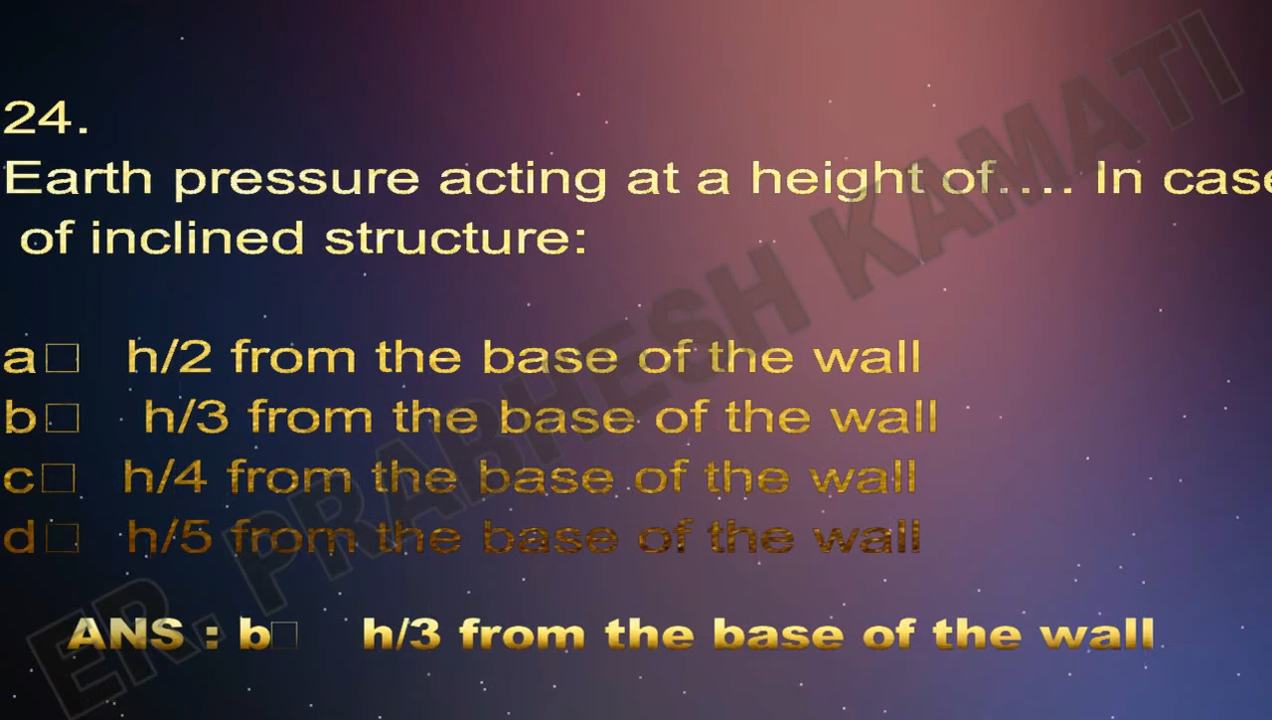 24.
Earth pressure acting at a height of.... In case
of inclined structure:
a□ h/2 from the base of the wall
b□ h/3 from the base of the wall
c□ h/4 from the base of the wall
d□ h/5 from the base of the wall
ANS : b□ h/3 from the base of the wall
ER. PRABHESH KAMATI